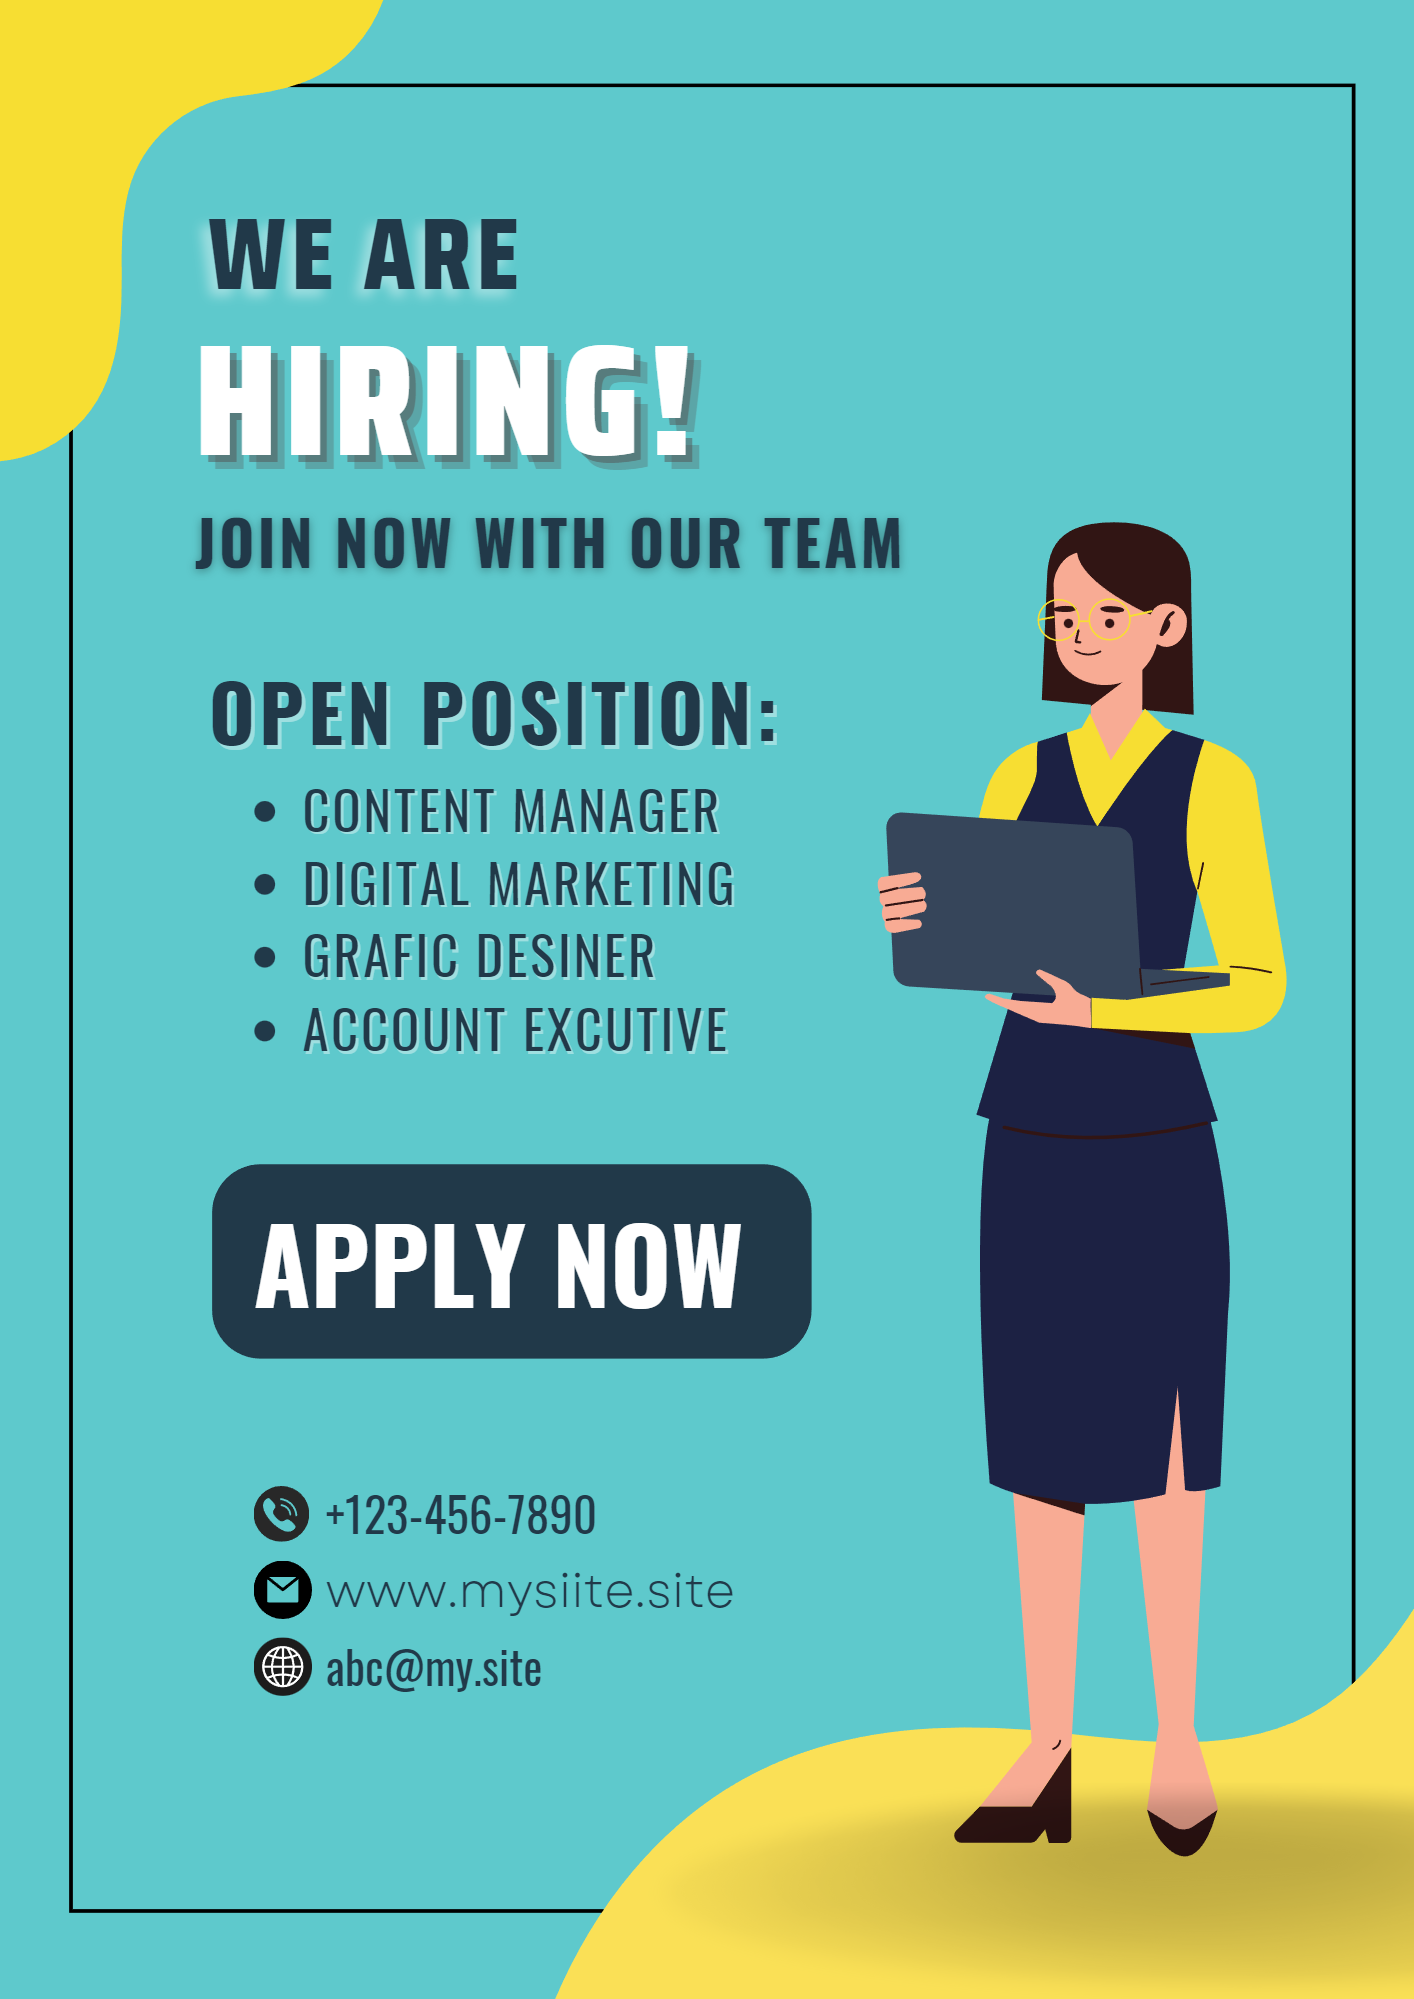 WE ARE
HIRING!
JOIN NOW WITH OUR TEAM
OPEN POSITION:
• CONTENT MANAGER
• DIGITAL MARKETING
• GRAFIC DESINER
• ACCOUNT EXCUTIVE
APPLY NOW
+123-456-7890
www.mysiite.site
abc@my.site